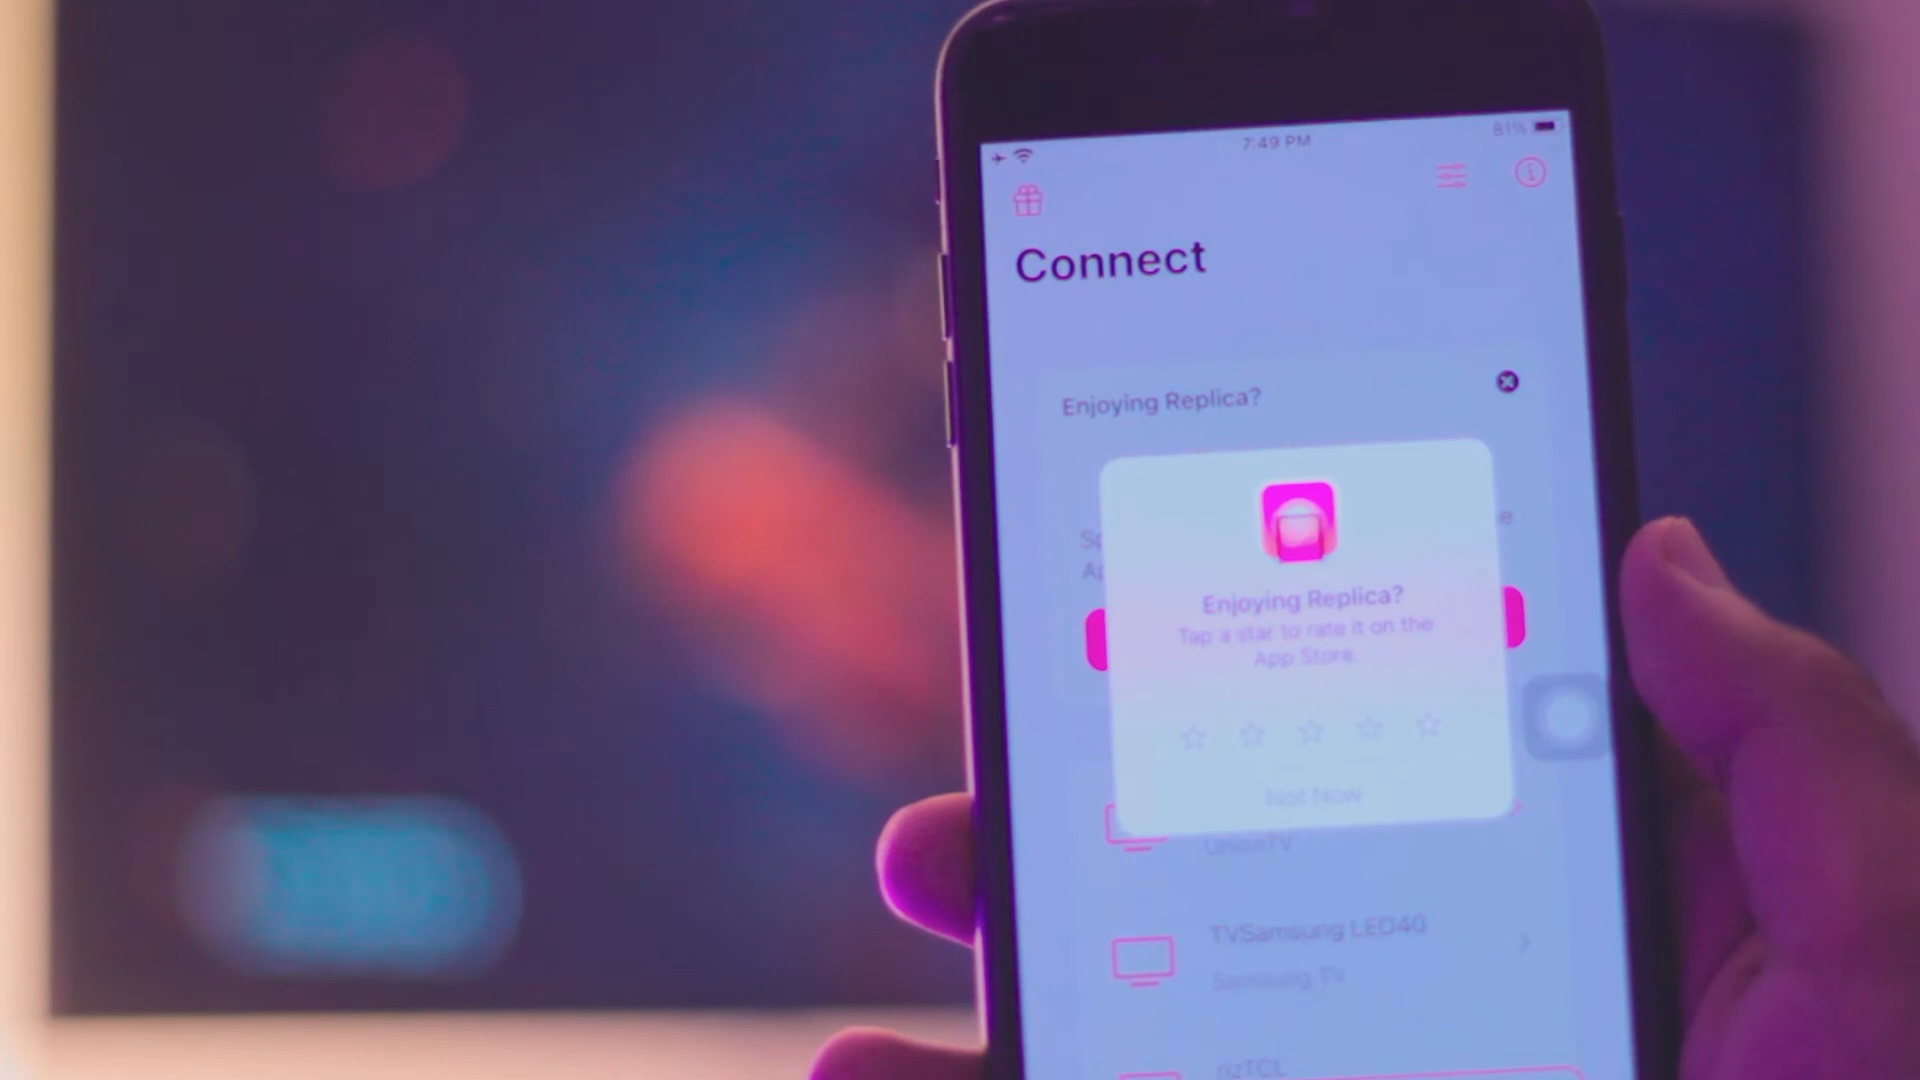 7:49 PM
81%
Connect
Enjoying Replica?
Enjoying Replica?
Tap a star to rate it on the
App Store.
Not Now
TVSamsung LED40
Samsung TV
rizTCL